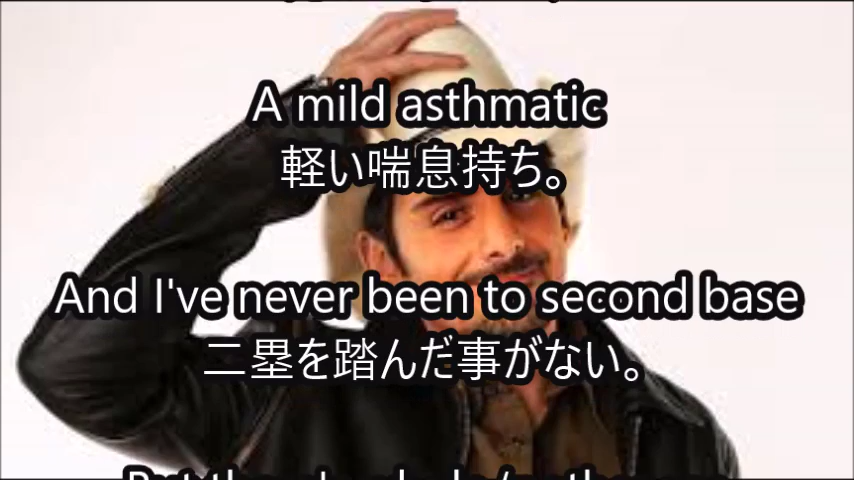 A mild asthmatic
軽い喘息持ち。
And I've never been to second base
二塁を踏んだ事がない。